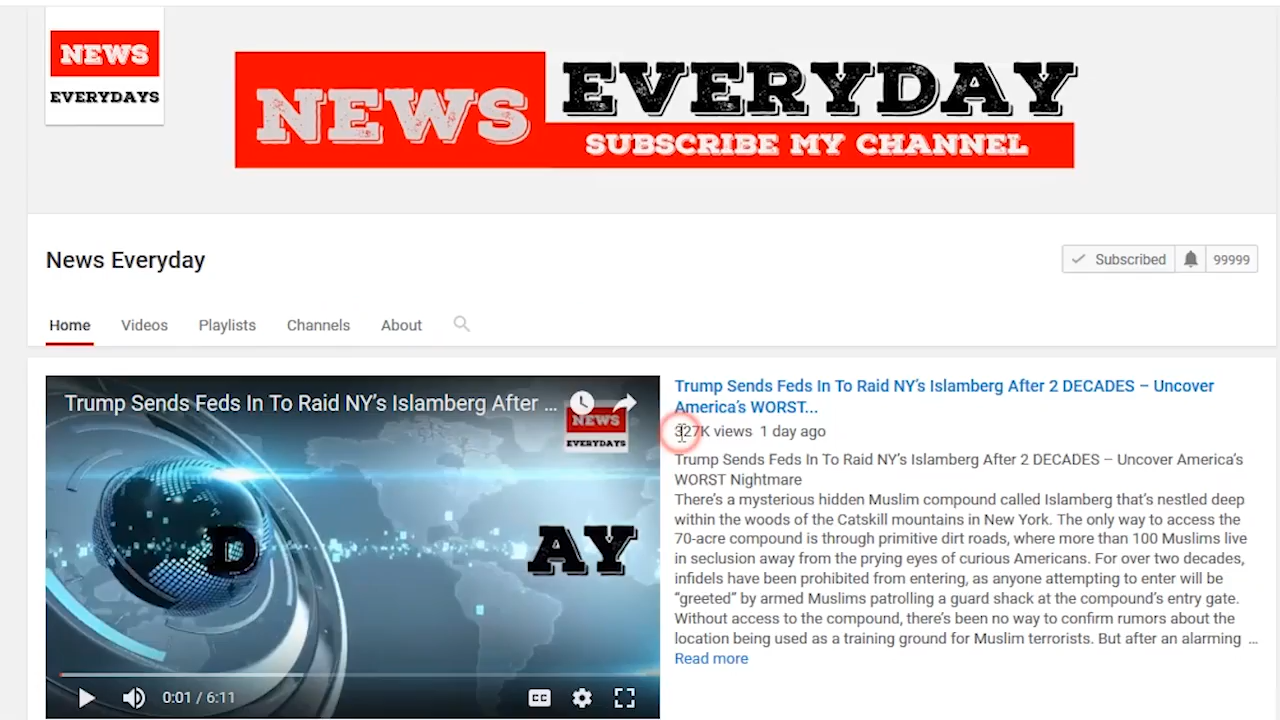 NEWS
EVERYDAYS
NEWS
EVERYDAY
SUBSCRIBE MY CHANNEL
News Everyday
Subscribed
99999
Home
Videos
Playlists
Channels
About
Trump Sends Feds In To Raid NY’s Islamberg After ...
NEWS
EVERYDAYS
D
AY
0:01 / 6:11
CC
Trump Sends Feds In To Raid NY’s Islamberg After 2 DECADES – Uncover
America’s WORST...
327K views 1 day ago
Trump Sends Feds In To Raid NY’s Islamberg After 2 DECADES – Uncover America’s
WORST Nightmare
There’s a mysterious hidden Muslim compound called Islamberg that’s nestled deep
within the woods of the Catskill mountains in New York. The only way to access the
70-acre compound is through primitive dirt roads, where more than 100 Muslims live
in seclusion away from the prying eyes of curious Americans. For over two decades,
infidels have been prohibited from entering, as anyone attempting to enter will be
“greeted” by armed Muslims patrolling a guard shack at the compound’s entry gate.
Without access to the compound, there’s been no way to confirm rumors about the
location being used as a training ground for Muslim terrorists. But after an alarming ...
Read more